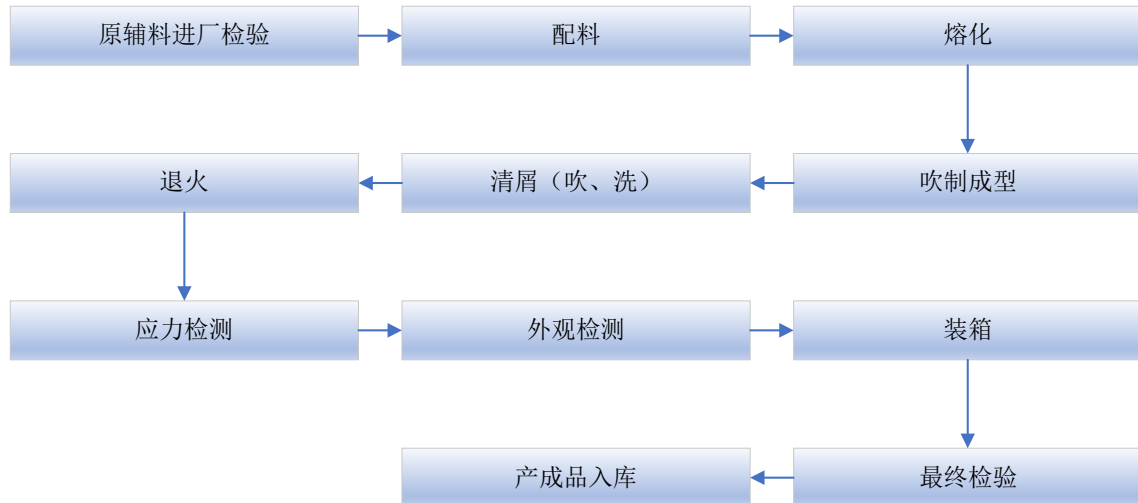 原辅料进厂检验
配料
熔化
吹制成型
清屑（吹、洗）
退火
应力检测
外观检测
装箱
最终检验
产成品入库